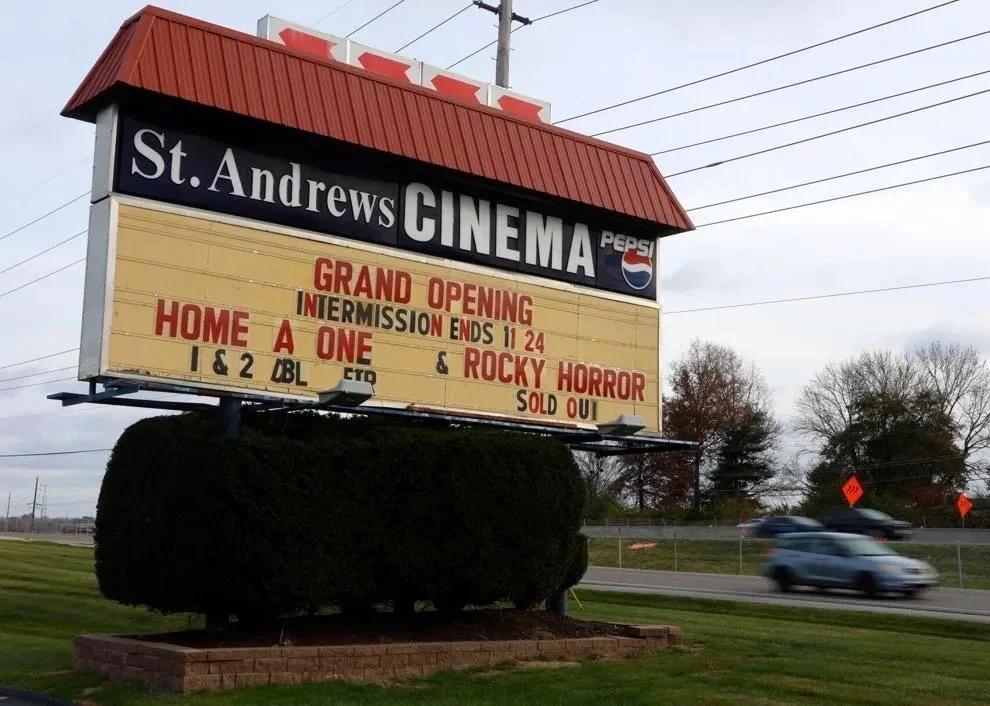 St. Andrews CINEMA PEPSI
GRAND OPENING
INTERMISSION ENDS 11 24
HOME A ONE & ROCKY HORROR
1 & 2 DBL FTR SOLD OUT